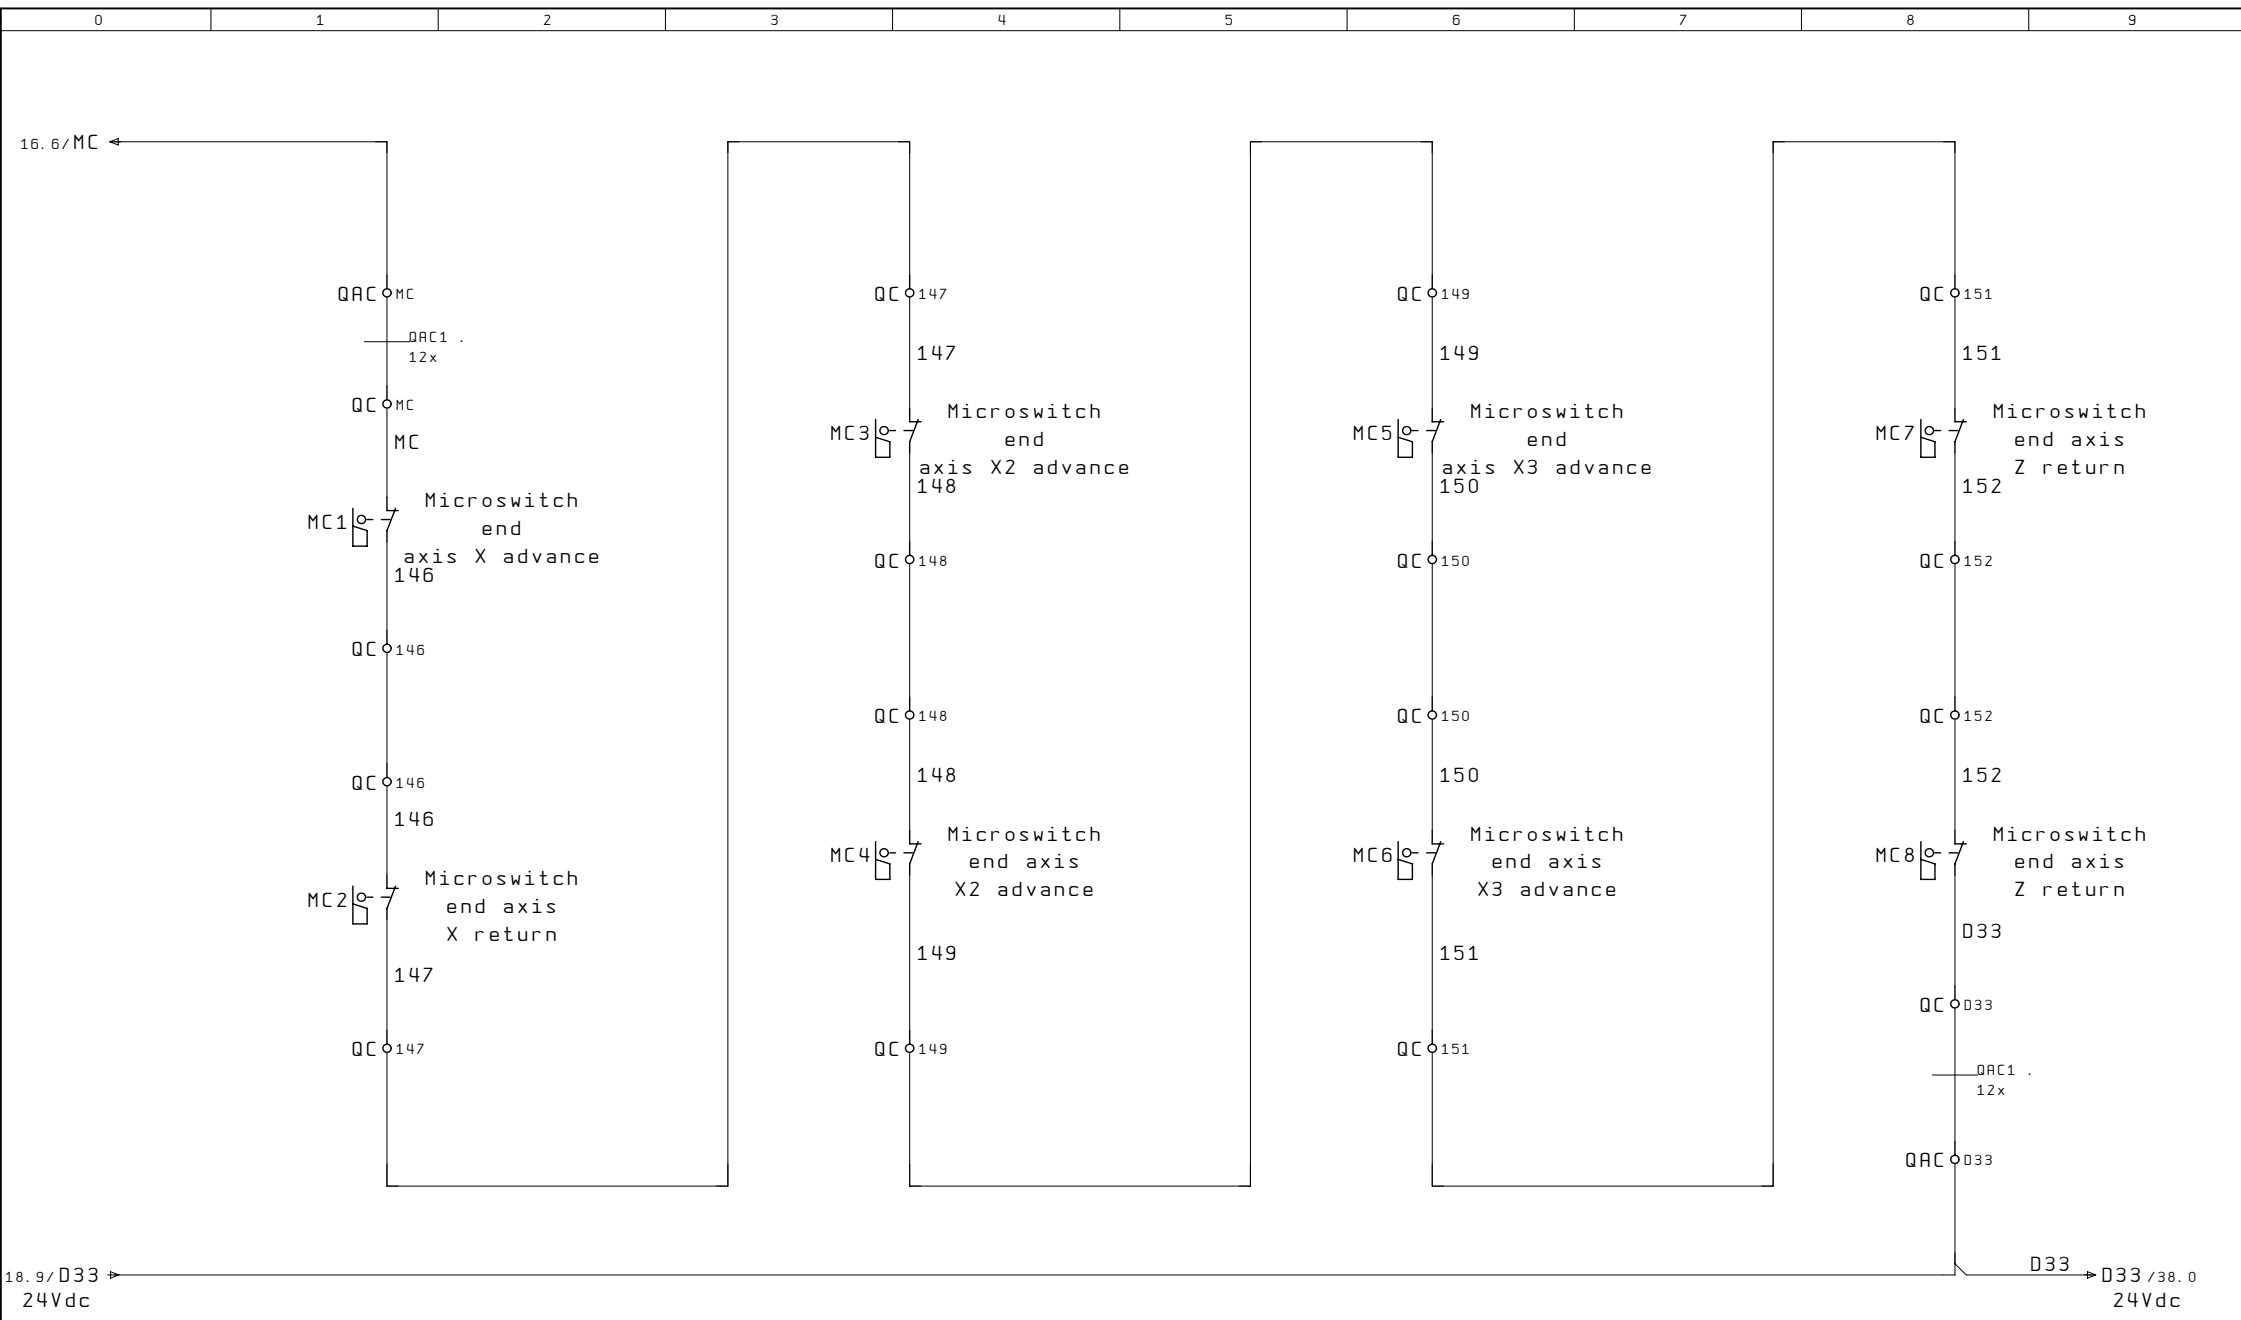 0 1 2 3 4 5 6 7 8 9
16.6/MC
QAC MC
QAC1 .
12x
QC MC
MC
MC1
Microswitch
end
axis X advance
146
QC 146
QC 146
146
MC2
Microswitch
end axis
X return
147
QC 147
QC 147
147
MC3
Microswitch
end
axis X2 advance
148
QC 148
QC 148
148
MC4
Microswitch
end axis
X2 advance
149
QC 149
QC 149
149
MC5
Microswitch
end
axis X3 advance
150
QC 150
QC 150
150
MC6
Microswitch
end axis
X3 advance
151
QC 151
QC 151
151
MC7
Microswitch
end axis
Z return
152
QC 152
QC 152
152
MC8
Microswitch
end axis
Z return
D33
QC D33
QAC1 .
12x
QAC D33
18.9/D33
24Vdc
D33
D33/38.0
24Vdc